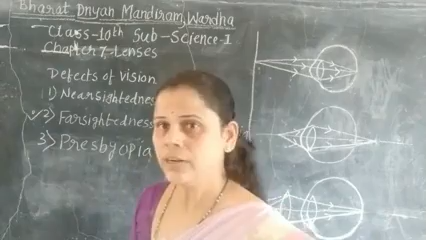 Bharat Dnyan Mandiram, Wardha
Class-10th Sub-Science-I
Chapter 7, Lenses
Defects of Vision
1) Nearsightedness
2) Farsightedness
3) Presbyopia